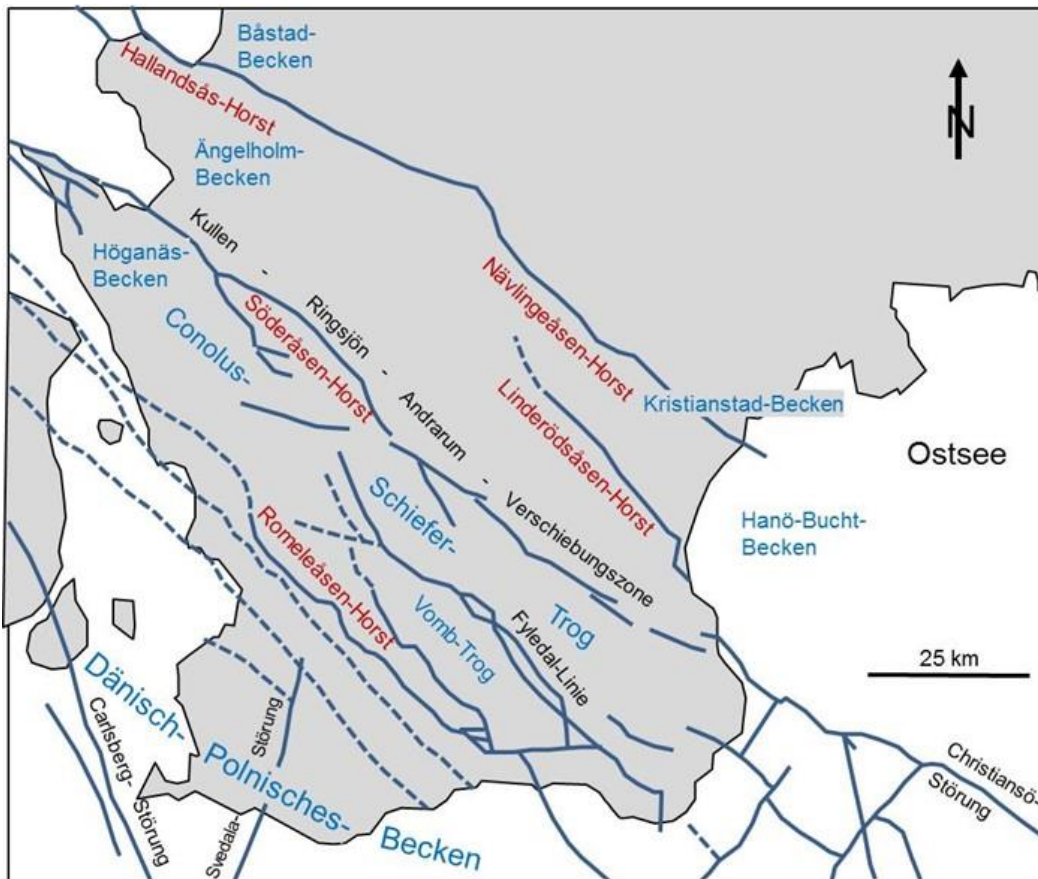 Båstad-
Becken
Hallandsås-Horst
N
Ängelholm-
Becken
Kullen - Ringsjön - Andrarum - Verschiebungszone
Höganäs-
Becken
Nävlingeåsen-Horst
Söderåsen-Horst
Conolus-
Schiefer-
Trog
Linderödsåsen-Horst
Kristianstad-Becken
Ostsee
Hanö-Bucht-
Becken
Romeleåsen-Horst
Vomb-Trog
Fyledal-Linie
25 km
Dänisch-
Polnisches-
Becken
Carlsberg-
Störung
Svedala-
Störung
Christiansö-
Störung